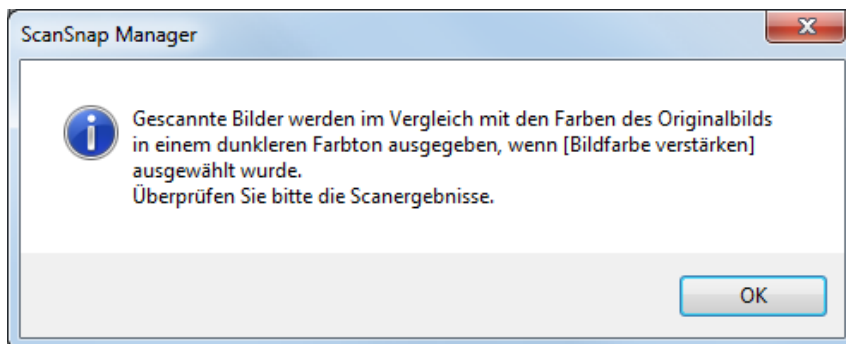 ScanSnap Manager
Gescannte Bilder werden im Vergleich mit den Farben des Originalbilds
in einem dunkleren Farbton ausgegeben, wenn [Bildfarbe verstärken]
ausgewählt wurde.
Überprüfen Sie bitte die Scanergebnisse.
OK